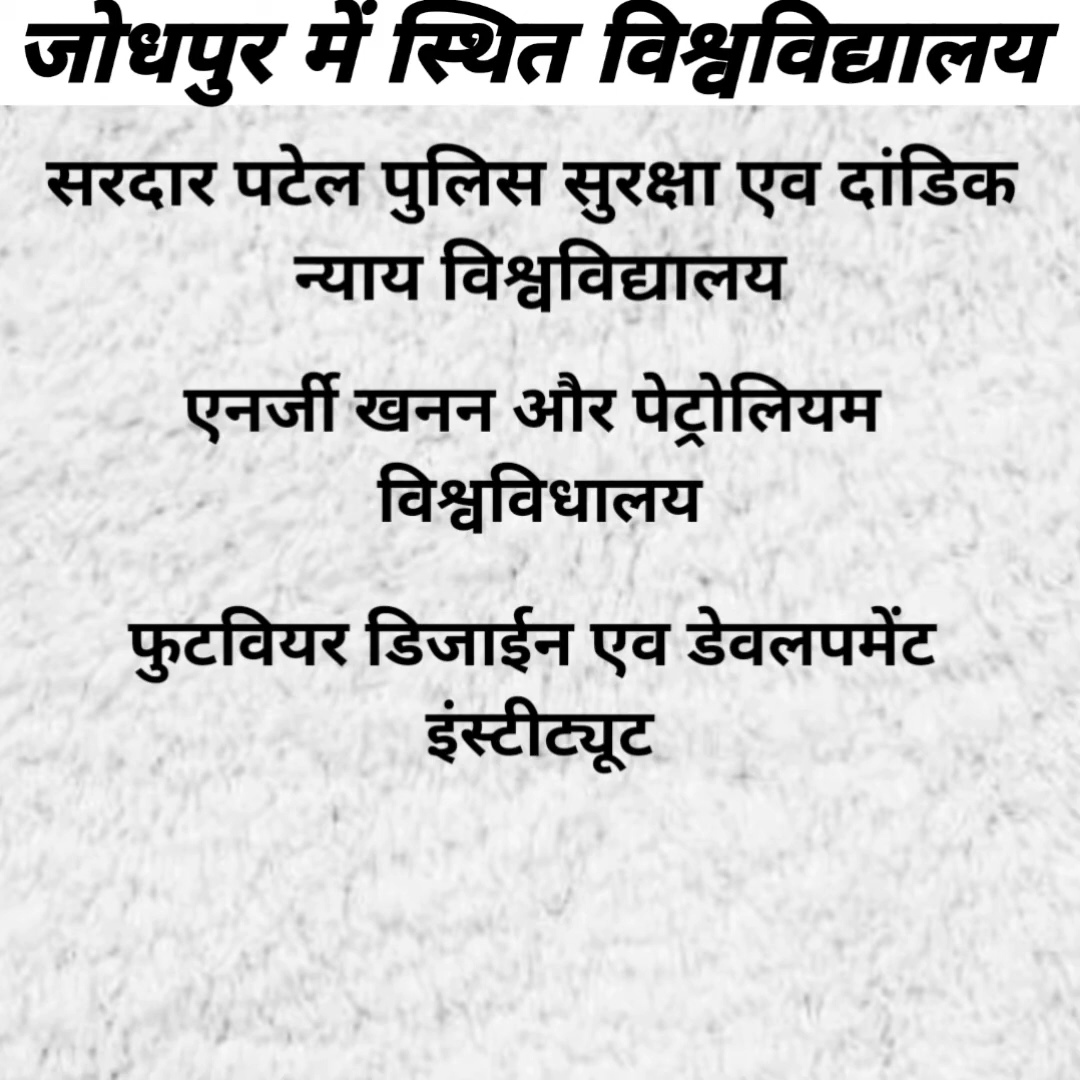 जोधपुर में स्थित विश्वविद्यालय
सरदार पटेल पुलिस सुरक्षा एव दांडिक
न्याय विश्वविद्यालय
एनर्जी खनन और पेट्रोलियम
विश्वविधालय
फुटवियर डिजाईन एव डेवलपमेंट
इंस्टीट्यूट